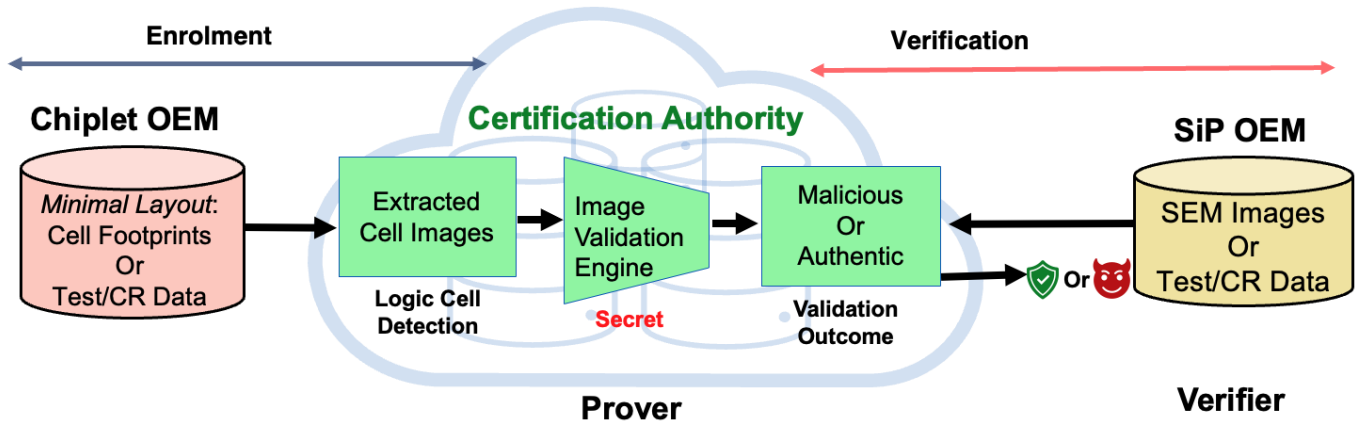 Enrolment
Verification
Chiplet OEM
Certification Authority
SiP OEM
Minimal Layout:
Cell Footprints
Or
Test/CR Data
Extracted
Cell Images
Image
Validation
Engine
Malicious
Or
Authentic
SEM Images
Or
Test/CR Data
Or
Logic Cell
Detection
Secret
Validation
Outcome
Prover
Verifier